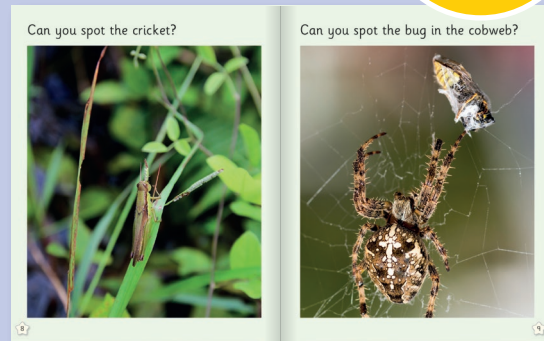 Can you spot the cricket?
Can you spot the bug in the cobweb?
8
9